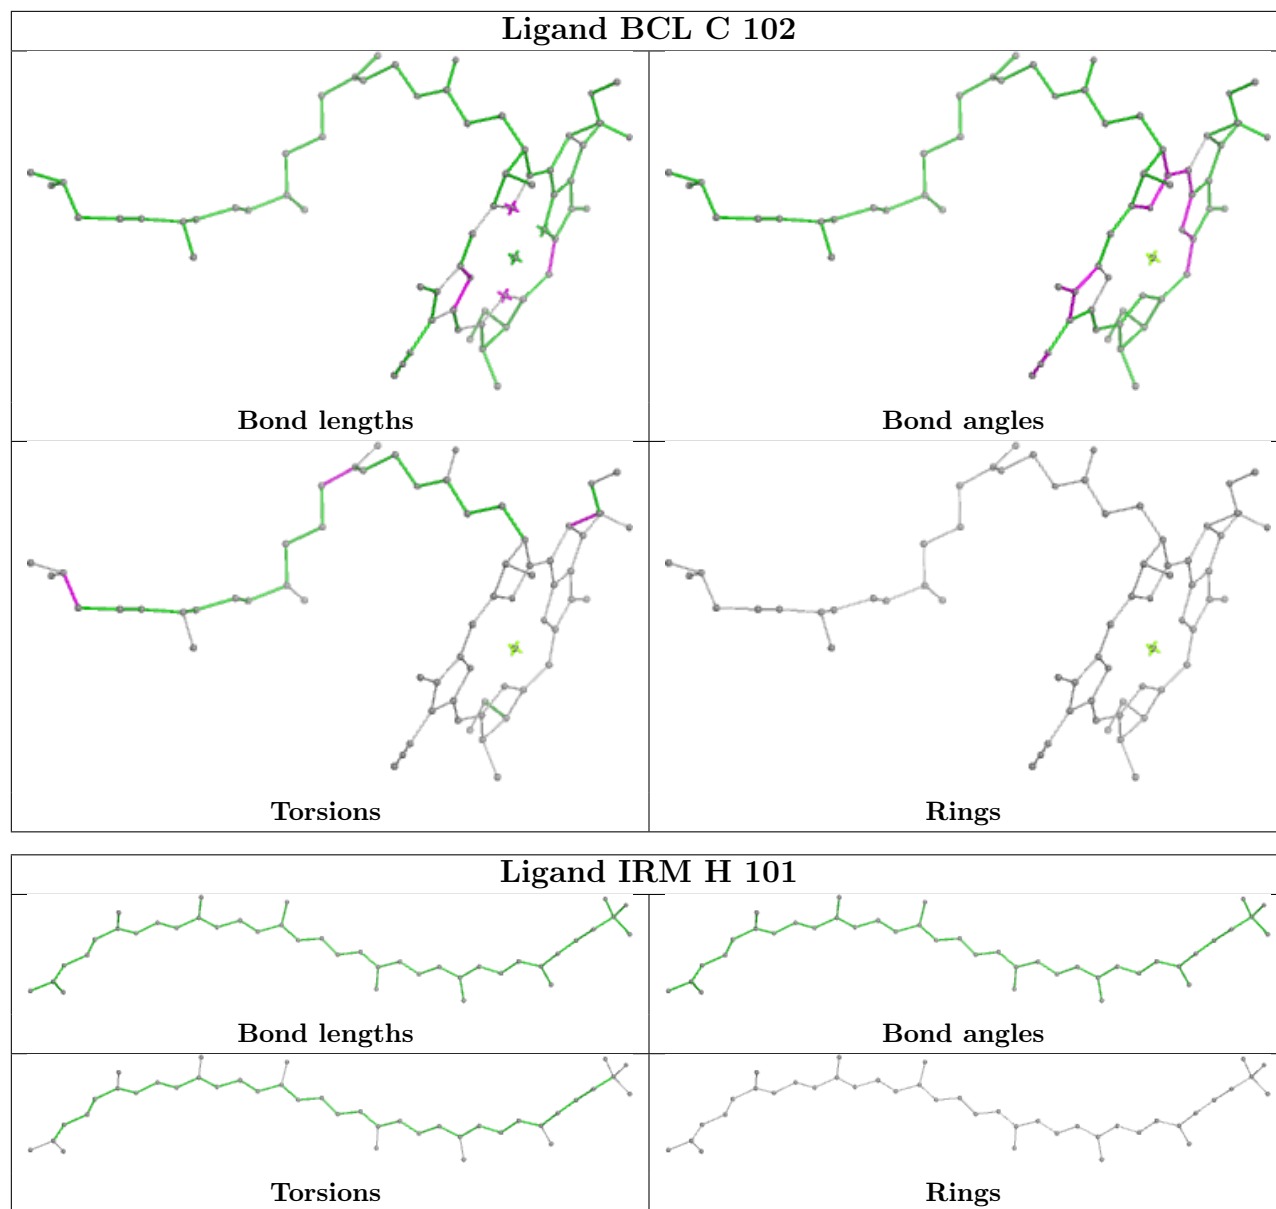 Ligand BCL C 102
Bond lengths
Bond angles
Torsions
Rings
Ligand IRM H 101
Bond lengths
Bond angles
Torsions
Rings